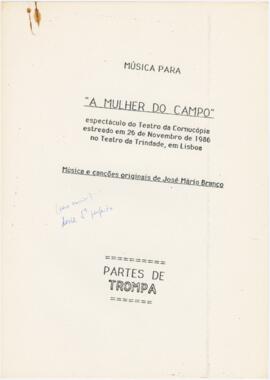 MÚSICA PARA
"A MULHER DO CAMPO"
espectáculo do Teatro da Cornucópia
estreado em 26 de Novembro de 1986
no Teatro da Trindade, em Lisboa
Música e canções originais de José Mário Branco
==========
PARTES DE
TROMPA
=======